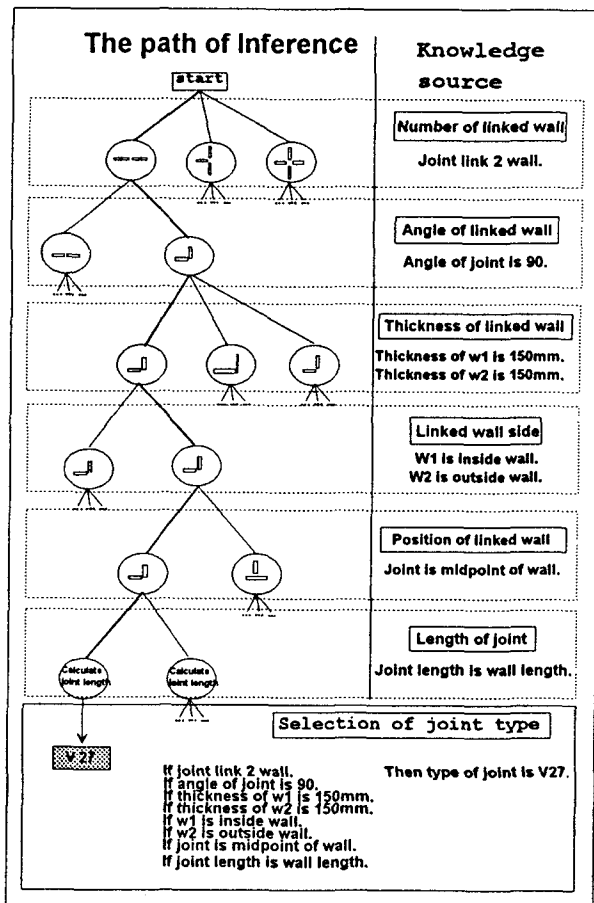 The path of Inference
Knowledge
source
start
Number of linked wall
Joint link 2 wall.
Angle of linked wall
Angle of joint is 90.
Thickness of linked wall
Thickness of w1 is 150mm.
Thickness of w2 is 150mm.
Linked wall side
W1 is inside wall.
W2 is outside wall.
Position of linked wall
Joint is midpoint of wall.
Length of joint
Calculate
joint length
Calculate
joint length
Joint length is wall length.
Selection of joint type
V27
If joint link 2 wall.
Then type of joint is V27.
If angle of joint is 90.
If thickness of w1 is 150mm.
If thickness of w2 is 150mm.
If w1 is inside wall.
If w2 is outside wall.
If joint is midpoint of wall.
If joint length is wall length.